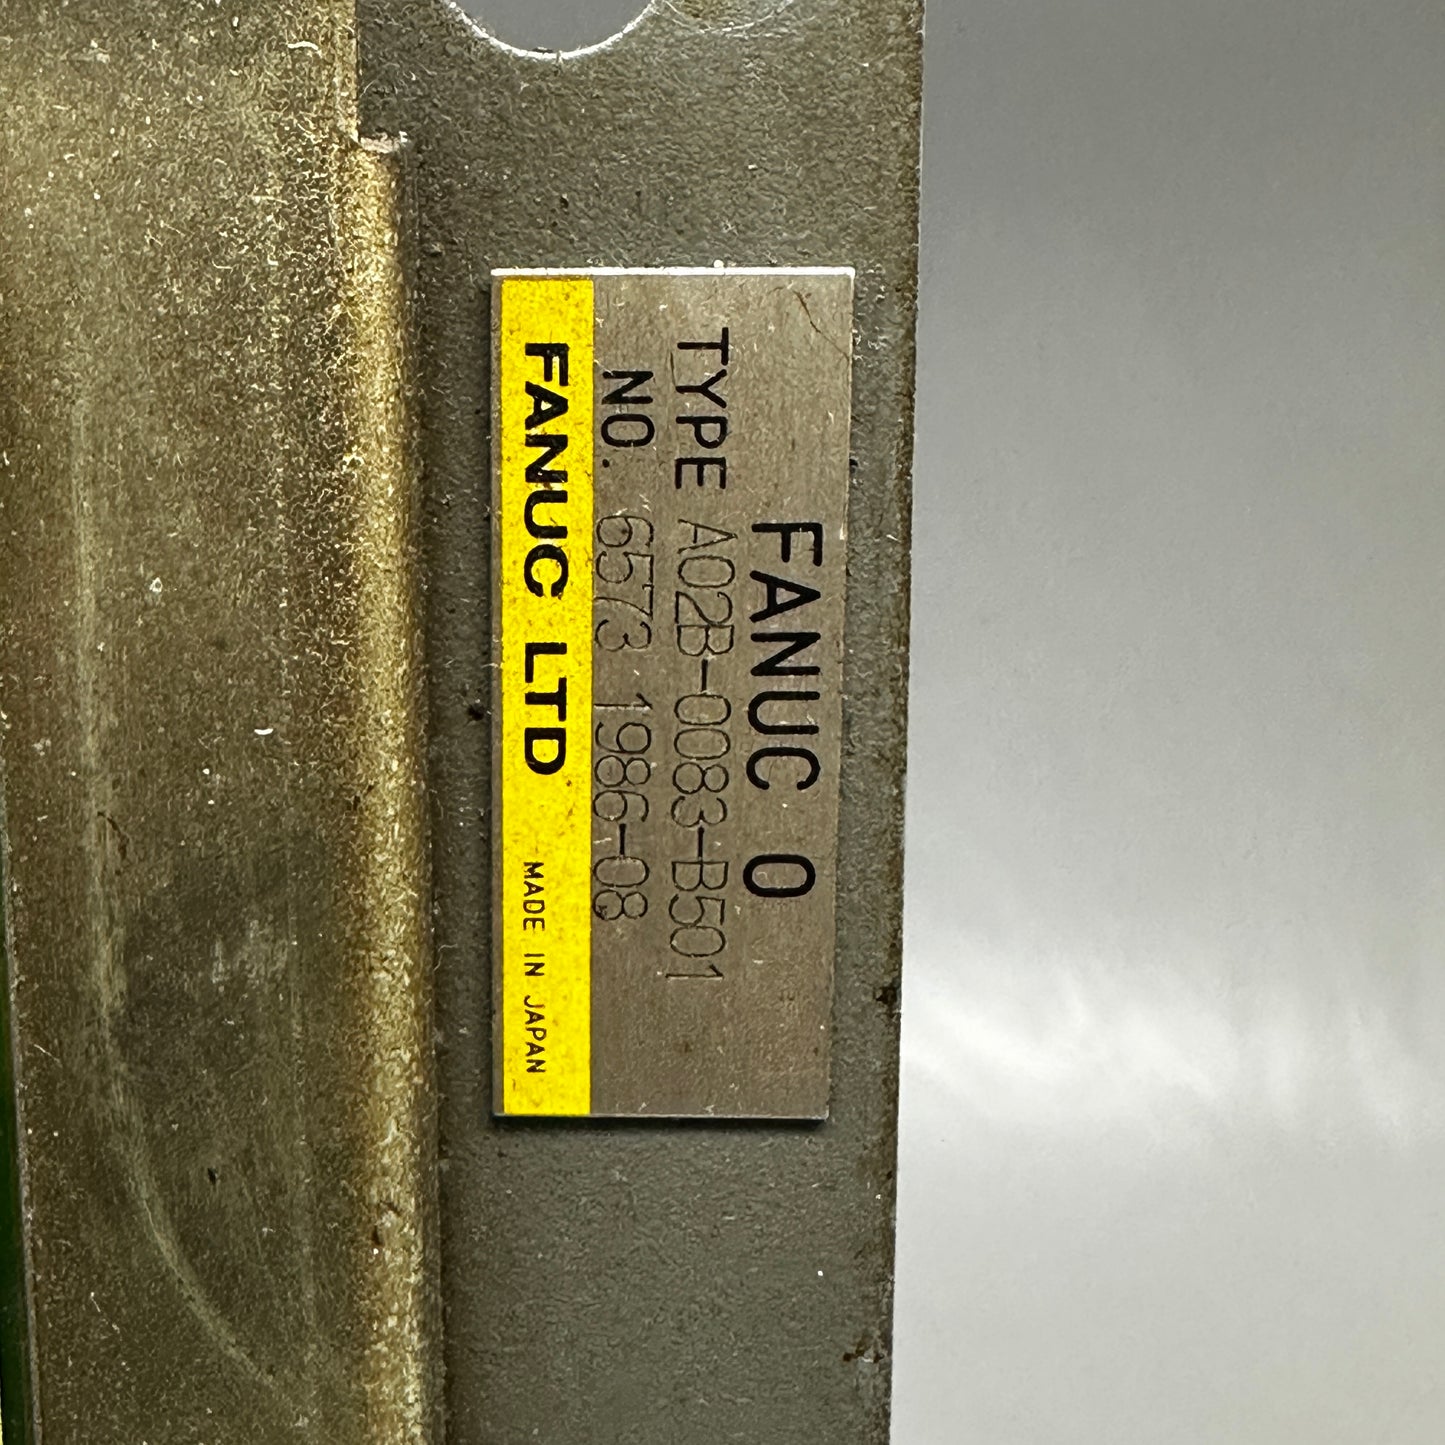 FANUC 0
TYPE A02B-0083-B501
NO. 6573 1986-08
FANUC LTD MADE IN JAPAN